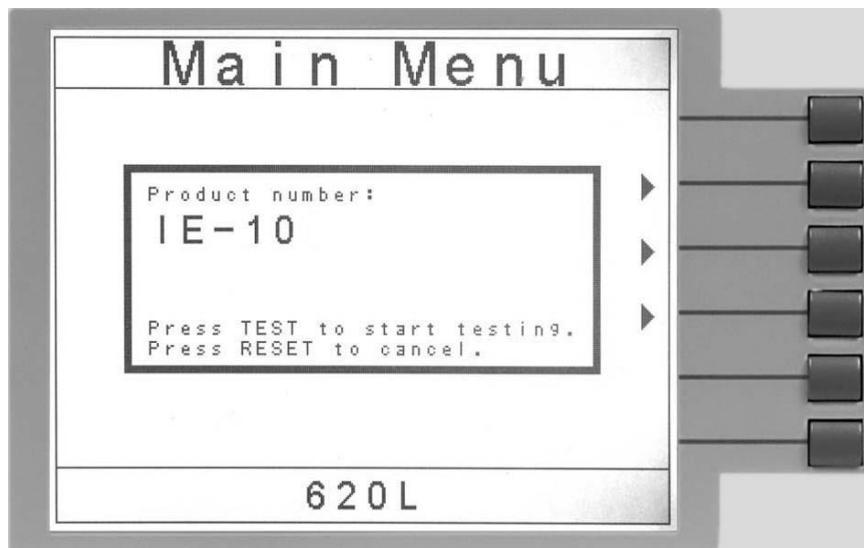 Main Menu
Product number:
IE-10
Press TEST to start testing.
Press RESET to cancel.
620L